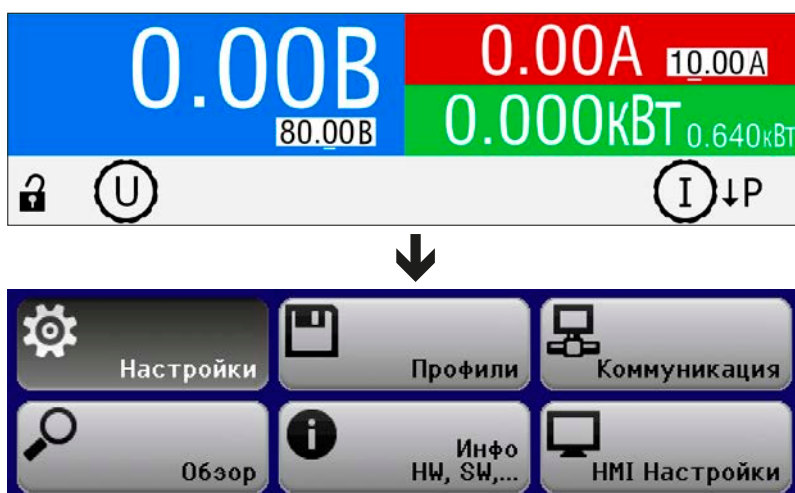 0.00В
80.00В
0.00А 10.00А
0.000кВт 0.640кВт
U
I ↓P
Настройки
Профили
Коммуникация
Обзор
Инфо
HW, SW,...
HMI Настройки